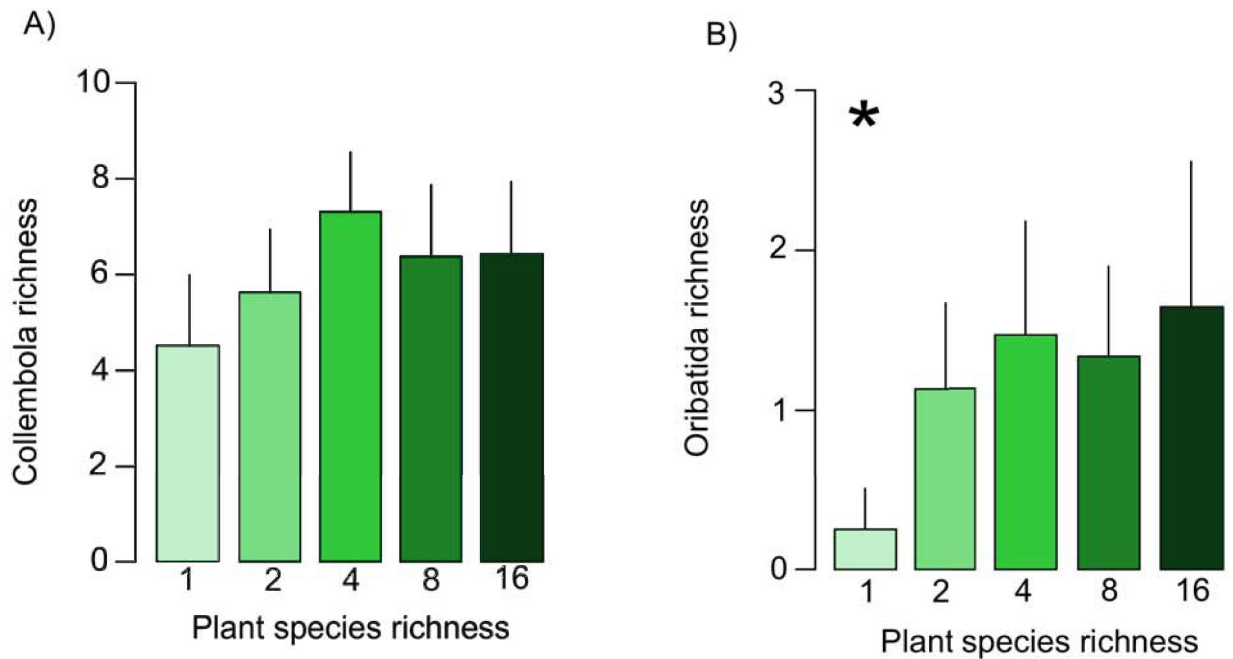 A)
Collembola richness
10
8
6
4
2
0
1 2 4 8 16
Plant species richness
B)
Oribatida richness
3
2
1
0
*
1 2 4 8 16
Plant species richness